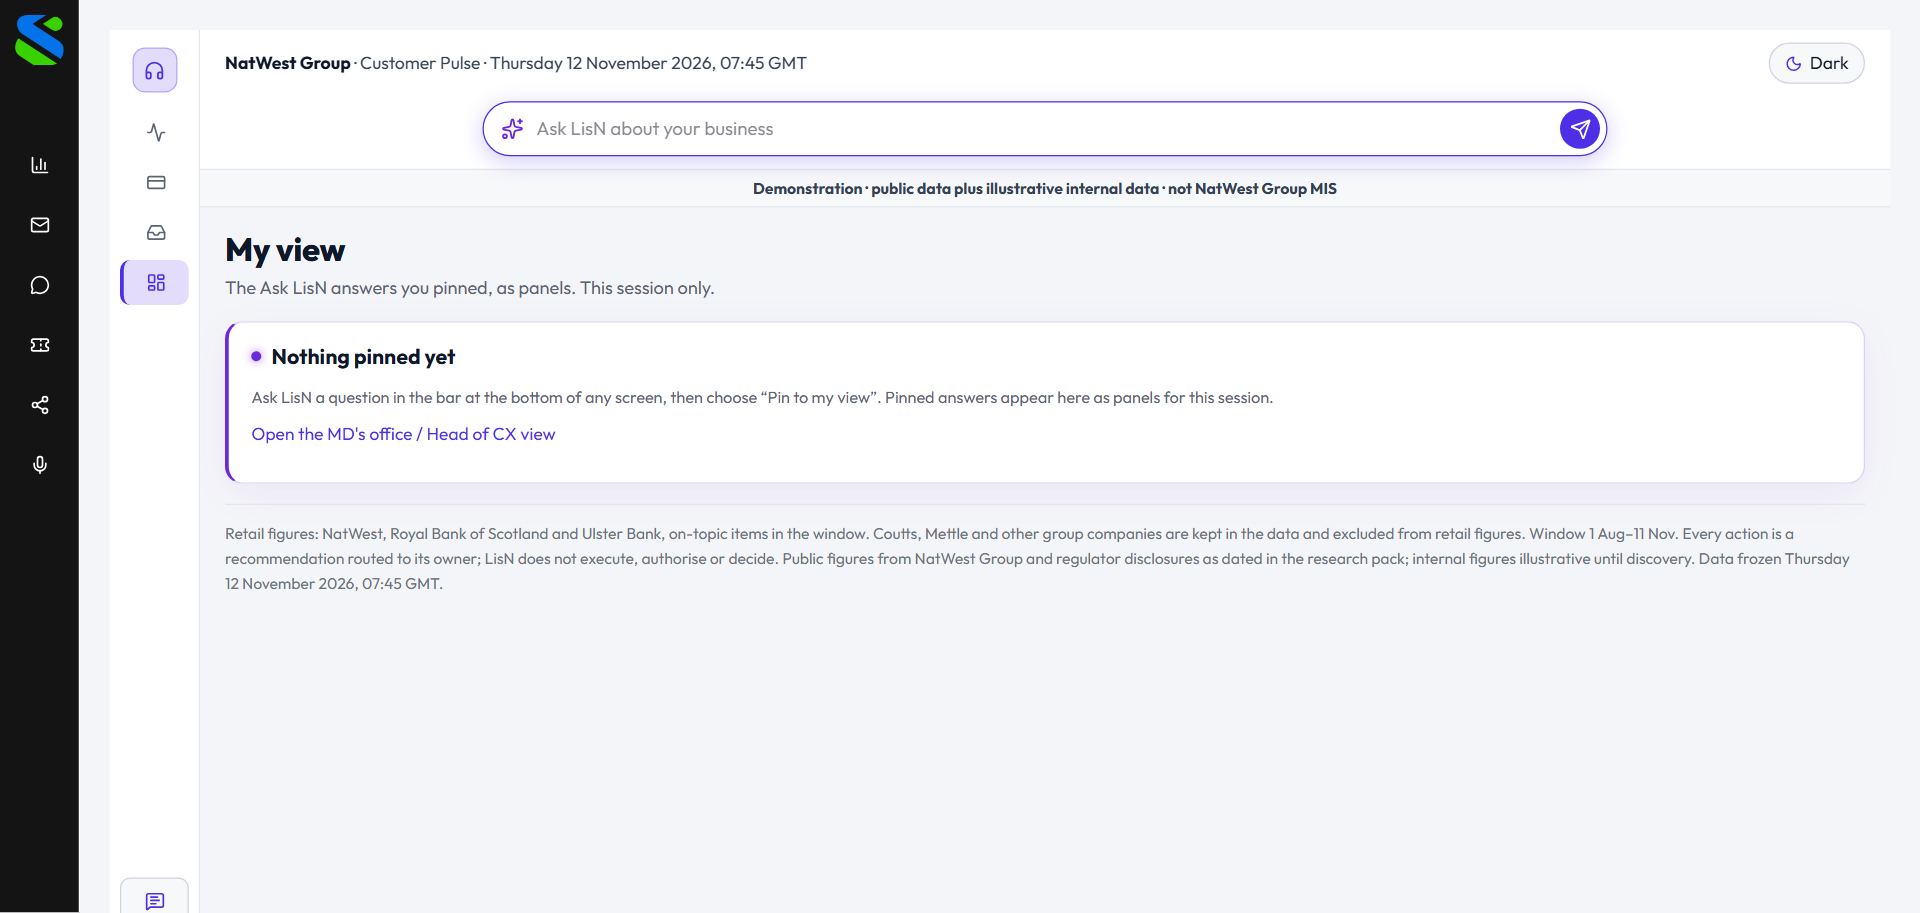 NatWest Group · Customer Pulse · Thursday 12 November 2026, 07:45 GMT
Dark
Ask LisN about your business
Demonstration · public data plus illustrative internal data · not NatWest Group MIS
My view
The Ask LisN answers you pinned, as panels. This session only.
Nothing pinned yet
Ask LisN a question in the bar at the bottom of any screen, then choose “Pin to my view”. Pinned answers appear here as panels for this session.
Open the MD's office / Head of CX view
Retail figures: NatWest, Royal Bank of Scotland and Ulster Bank, on-topic items in the window. Coutts, Mettle and other group companies are kept in the data and excluded from retail figures. Window 1 Aug–11 Nov. Every action is a
recommendation routed to its owner; LisN does not execute, authorise or decide. Public figures from NatWest Group and regulator disclosures as dated in the research pack; internal figures illustrative until discovery. Data frozen Thursday
12 November 2026, 07:45 GMT.